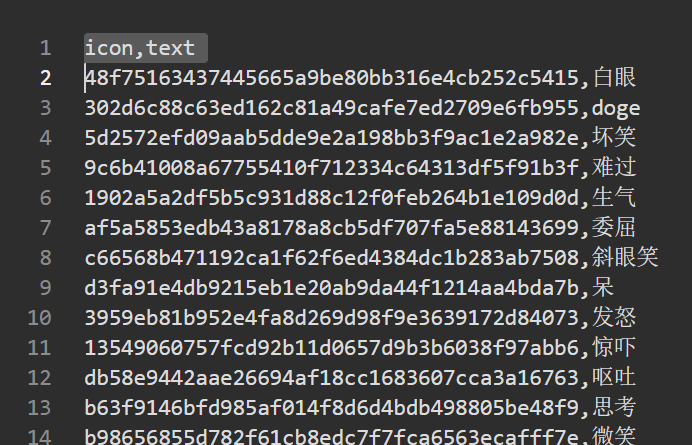 1 icon,text
2 48f75163437445665a9be80bb316e4cb252c5415,白眼
3 302d6c88c63ed162c81a49cafe7ed2709e6fb955,doge
4 5d2572efd09aab5dde9e2a198bb3f9ac1e2a982e,坏笑
5 9c6b41008a67755410f712334c64313df5f91b3f,难过
6 1902a5a2df5b5c931d88c12f0feb264b1e109d0d,生气
7 af5a5853edb43a8178a8cb5df707fa5e88143699,委屈
8 c66568b471192ca1f62f6ed4384dc1b283ab7508,斜眼笑
9 d3fa91e4db9215eb1e20ab9da44f1214aa4bda7b,呆
10 3959eb81b952e4fa8d269d98f9e3639172d84073,发怒
11 13549060757fcd92b11d0657d9b3b6038f97abb6,惊吓
12 db58e9442aae26694af18cc1683607cca3a16763,呕吐
13 b63f9146bfd985af014f8d6d4bdb498805be48f9,思考
14 b98656855d782f61cb8edc7f7fca6563ecafff7e,微笑